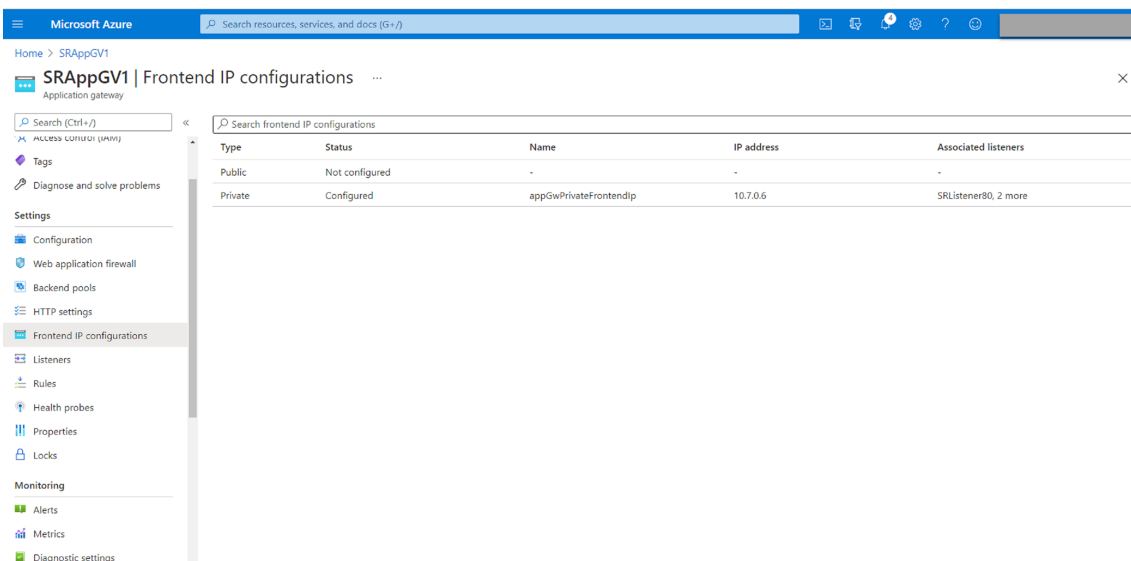 Microsoft Azure
Search resources, services, and docs (G+/)
4
Home > SRAppGV1
SRAppGV1 | Frontend IP configurations ...
Application gateway
Search (Ctrl+/)
«
Search frontend IP configurations
Access control (IAM)
Tags
Diagnose and solve problems
Settings
Configuration
Web application firewall
Backend pools
HTTP settings
Frontend IP configurations
Listeners
Rules
Health probes
Properties
Locks
Monitoring
Alerts
Metrics
Diagnostic settings
Type Status Name IP address Associated listeners
Public Not configured - - -
Private Configured appGwPrivateFrontendIp 10.7.0.6 SRListener80, 2 more